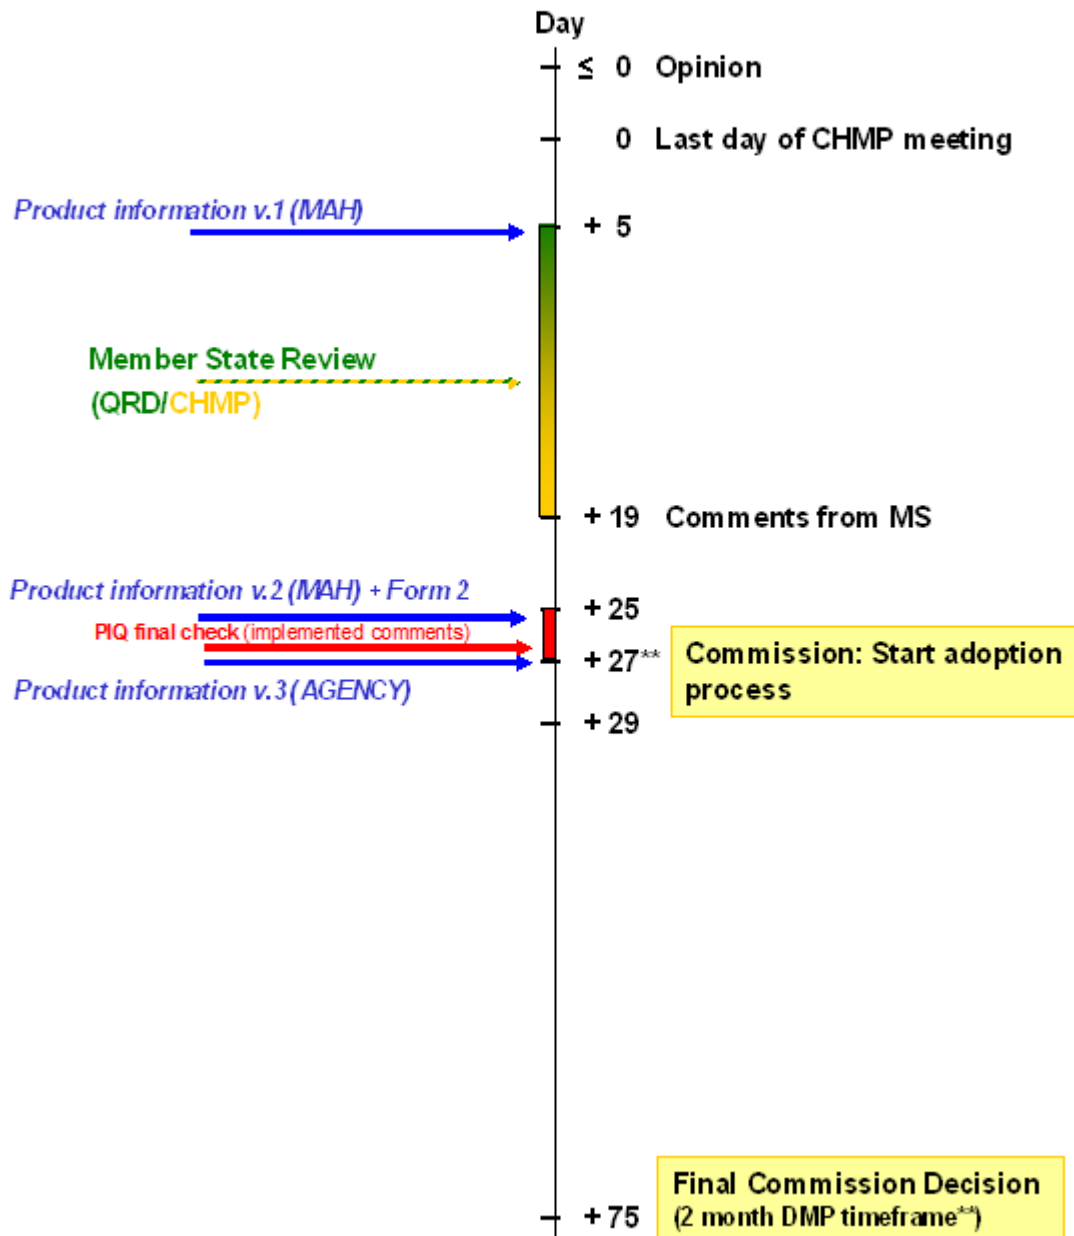 Day
≤ 0 Opinion
0 Last day of CHMP meeting
Product information v.1 (MAH)
+ 5
Member State Review
(QRD/CHMP)
+ 19 Comments from MS
Product information v.2 (MAH) + Form 2
+ 25
PIQ final check (implemented comments)
+ 27**
Commission: Start adoption
process
Product information v.3 (AGENCY)
+ 29
Final Commission Decision
+ 75
(2 month DMP timeframe**)